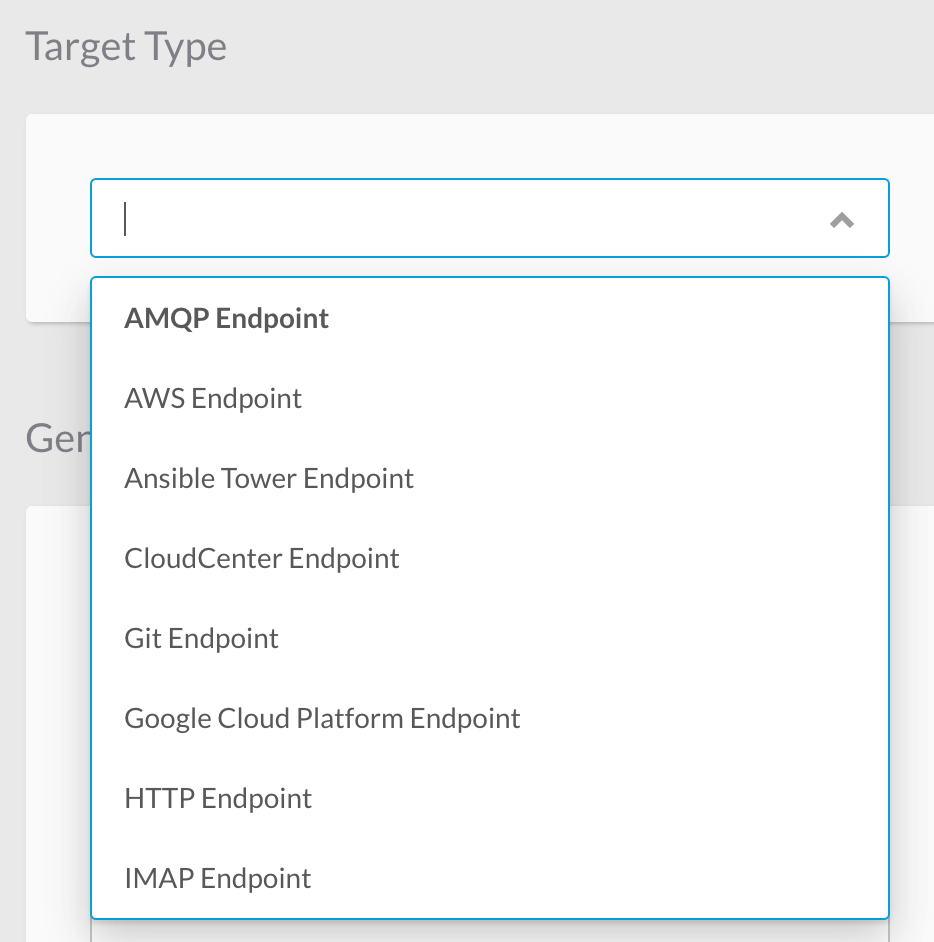 Target Type
AMQP Endpoint
AWS Endpoint
Ansible Tower Endpoint
CloudCenter Endpoint
Git Endpoint
Google Cloud Platform Endpoint
HTTP Endpoint
IMAP Endpoint